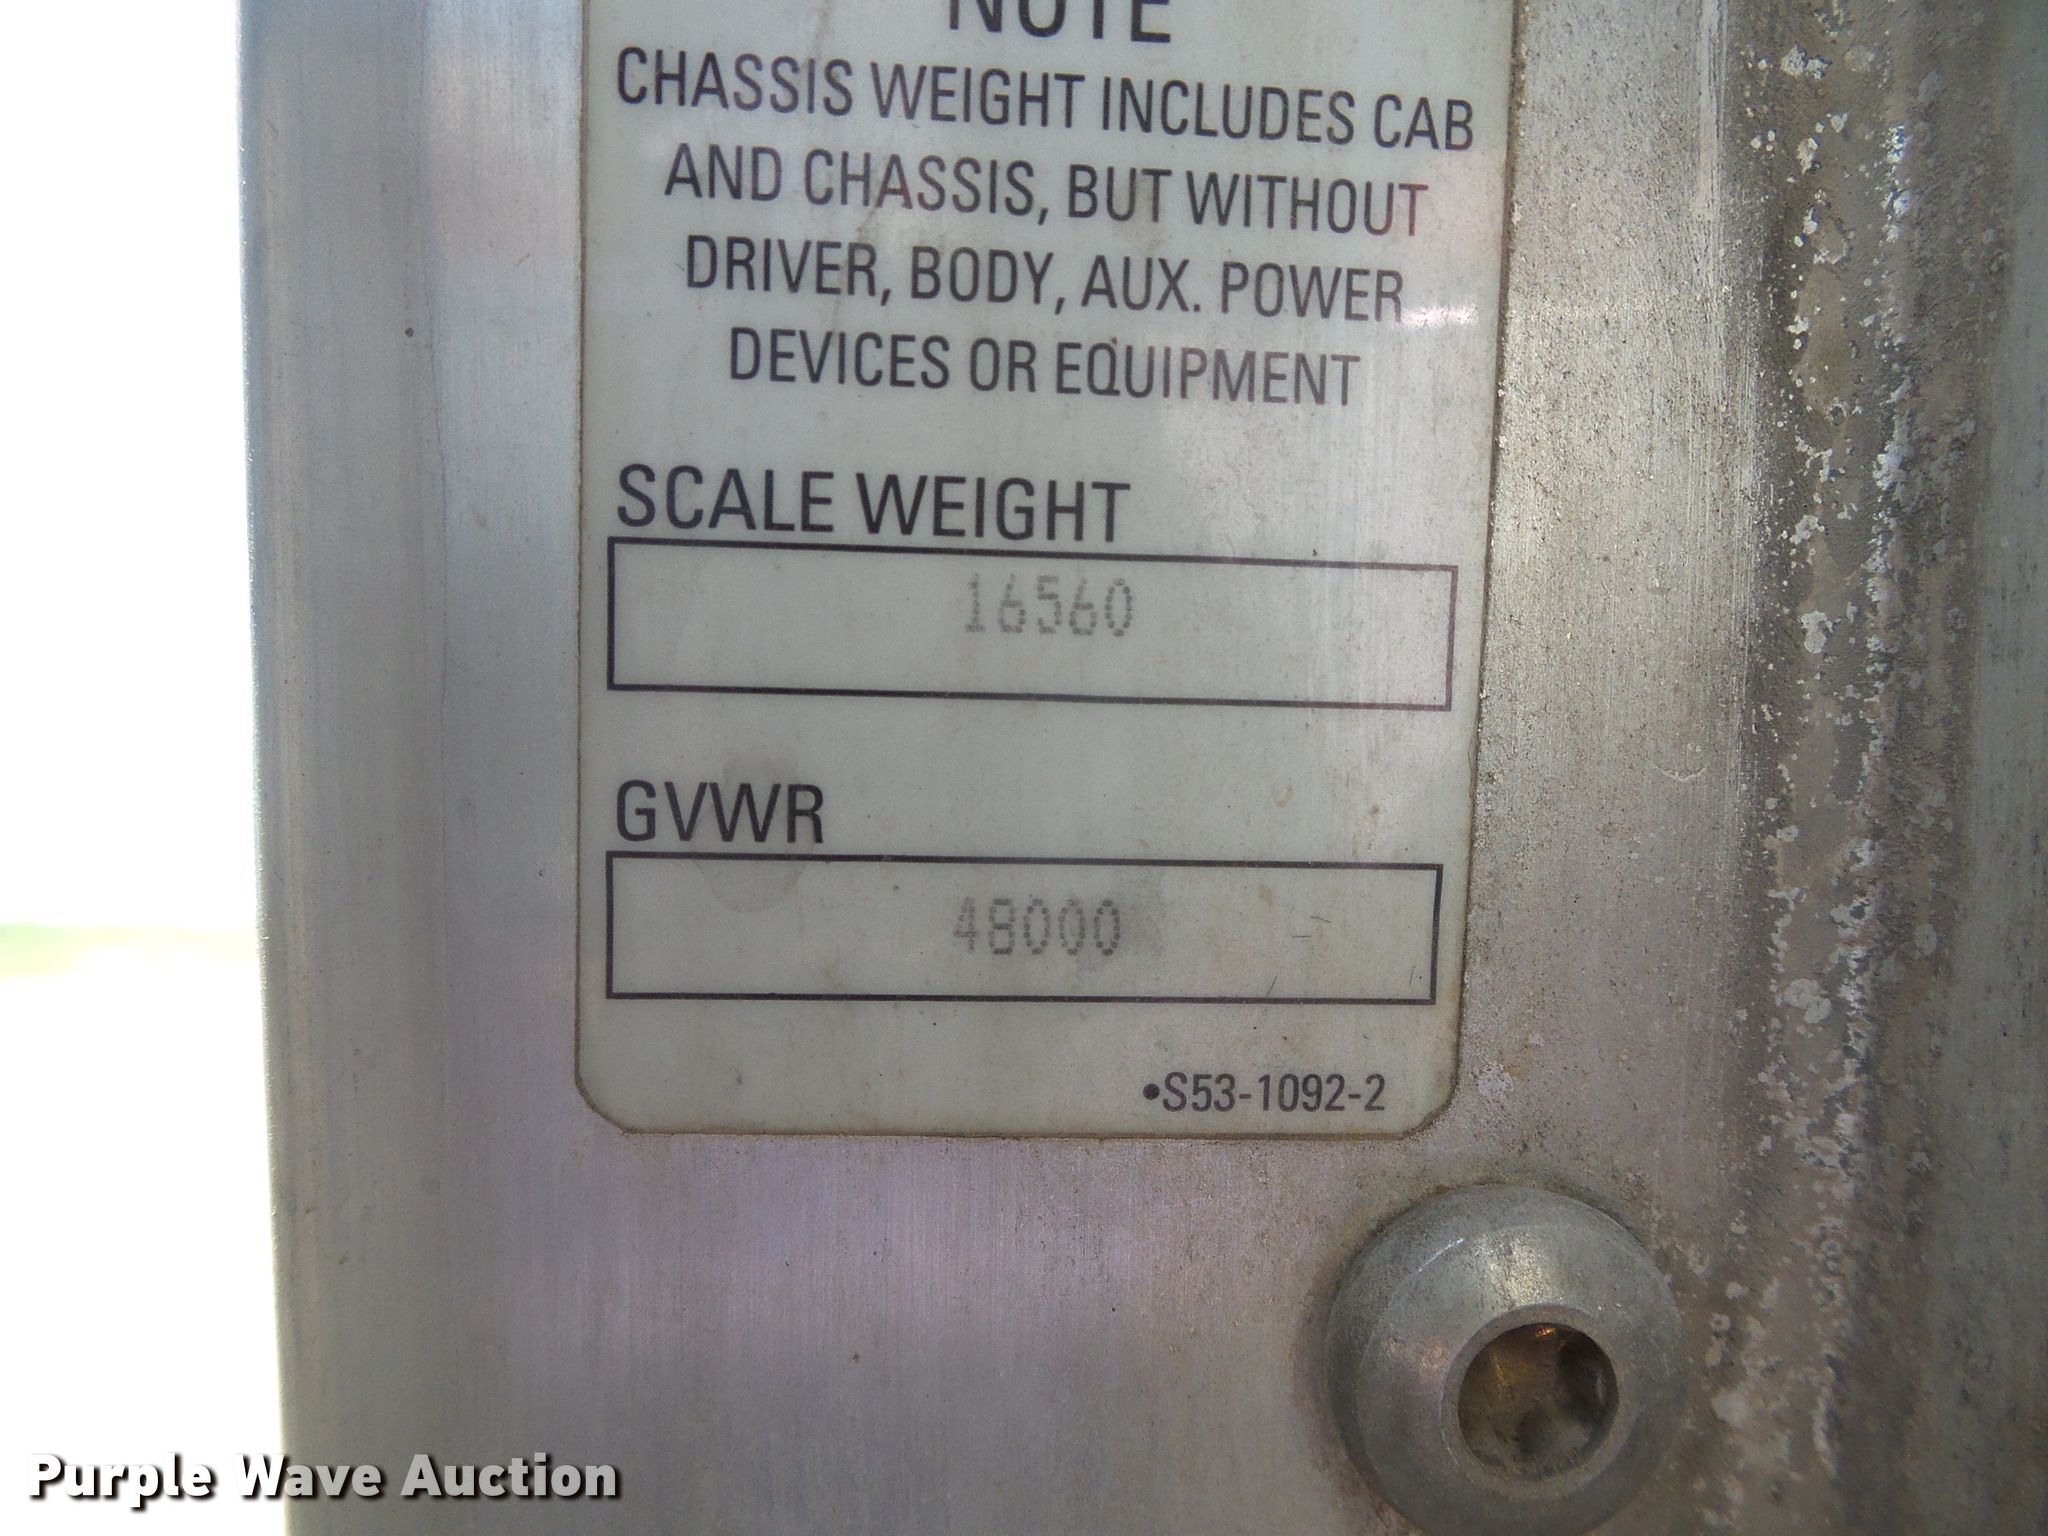 NOTE
CHASSIS WEIGHT INCLUDES CAB
AND CHASSIS, BUT WITHOUT
DRIVER, BODY, AUX. POWER
DEVICES OR EQUIPMENT
SCALE WEIGHT
16560
GVWR
48000
•S53-1092-2
Purple Wave Auction